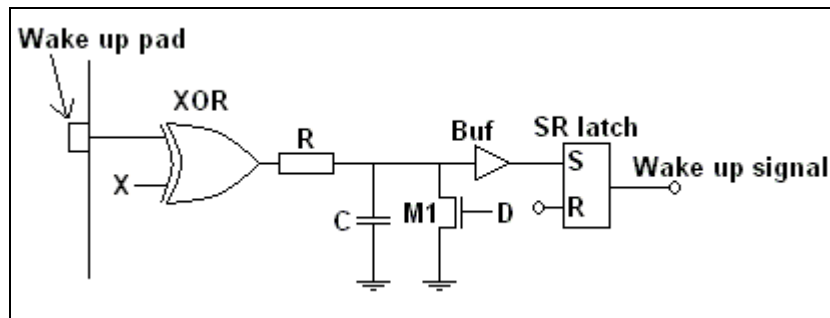 Wake up pad
XOR
R
Buf
SR latch
S
Wake up signal
X
C
M1
D
R